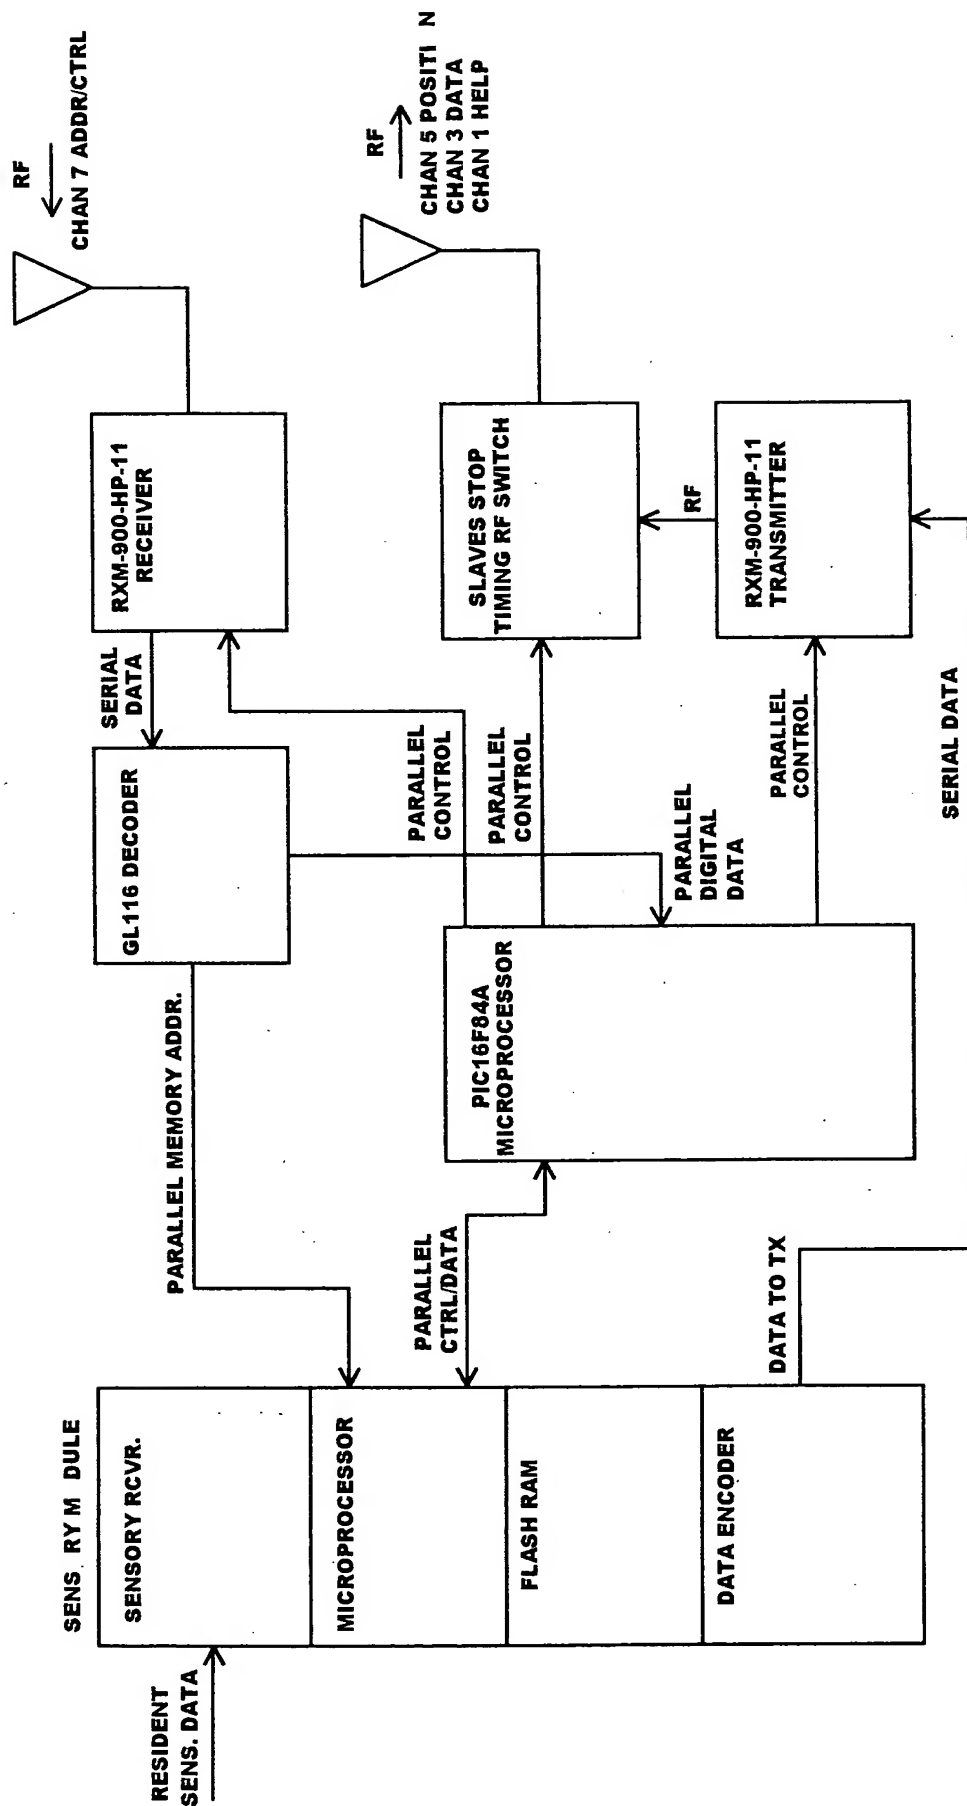 RF
CHAN 7 ADDR/CTRL
RF
CHAN 5 POSITI N
CHAN 3 DATA
CHAN 1 HELP
RXM-900-HP-11
RECEIVER
SERIAL
DATA
GL116 DECODER
PARALLEL MEMORY ADDR.
SLAVES STOP
TIMING RF SWITCH
RF
RXM-900-HP-11
TRANSMITTER
PARALLEL
CONTROL
PARALLEL
CONTROL
PARALLEL
DIGITAL
DATA
PARALLEL
CONTROL
SERIAL DATA
PIC16F84A
MICROPROCESSOR
PARALLEL
CTRL/DATA
DATA TO TX
SENS RY M DULE
SENSORY RCVR.
MICROPROCESSOR
FLASH RAM
DATA ENCODER
RESIDENT
SENS. DATA